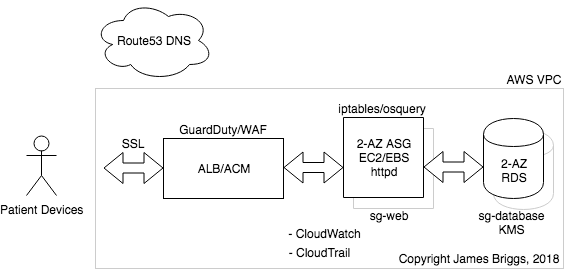 Route53 DNS
AWS VPC
iptables/osquery
GuardDuty/WAF
SSL
ALB/ACM
2-AZ ASG
EC2/EBS
httpd
2-AZ
RDS
Patient Devices
sg-web
sg-database
KMS
- CloudWatch
- CloudTrail
Copyright James Briggs, 2018